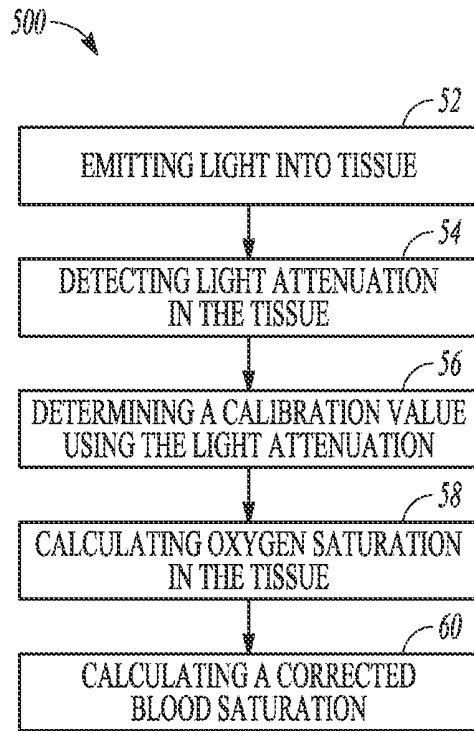 500
52
EMITTING LIGHT INTO TISSUE
54
DETECTING LIGHT ATTENUATION
IN THE TISSUE
56
DETERMINING A CALIBRATION VALUE
USING THE LIGHT ATTENUATION
58
CALCULATING OXYGEN SATURATION
IN THE TISSUE
60
CALCULATING A CORRECTED
BLOOD SATURATION